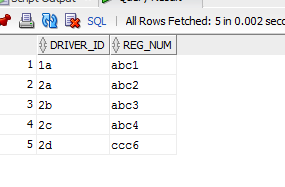 Script Output
Query Result
SQL | All Rows Fetched: 5 in 0.002 seco
DRIVER_ID REG_NUM
1 1a abc1
2 2a abc2
3 2b abc3
4 2c abc4
5 2d ccc6